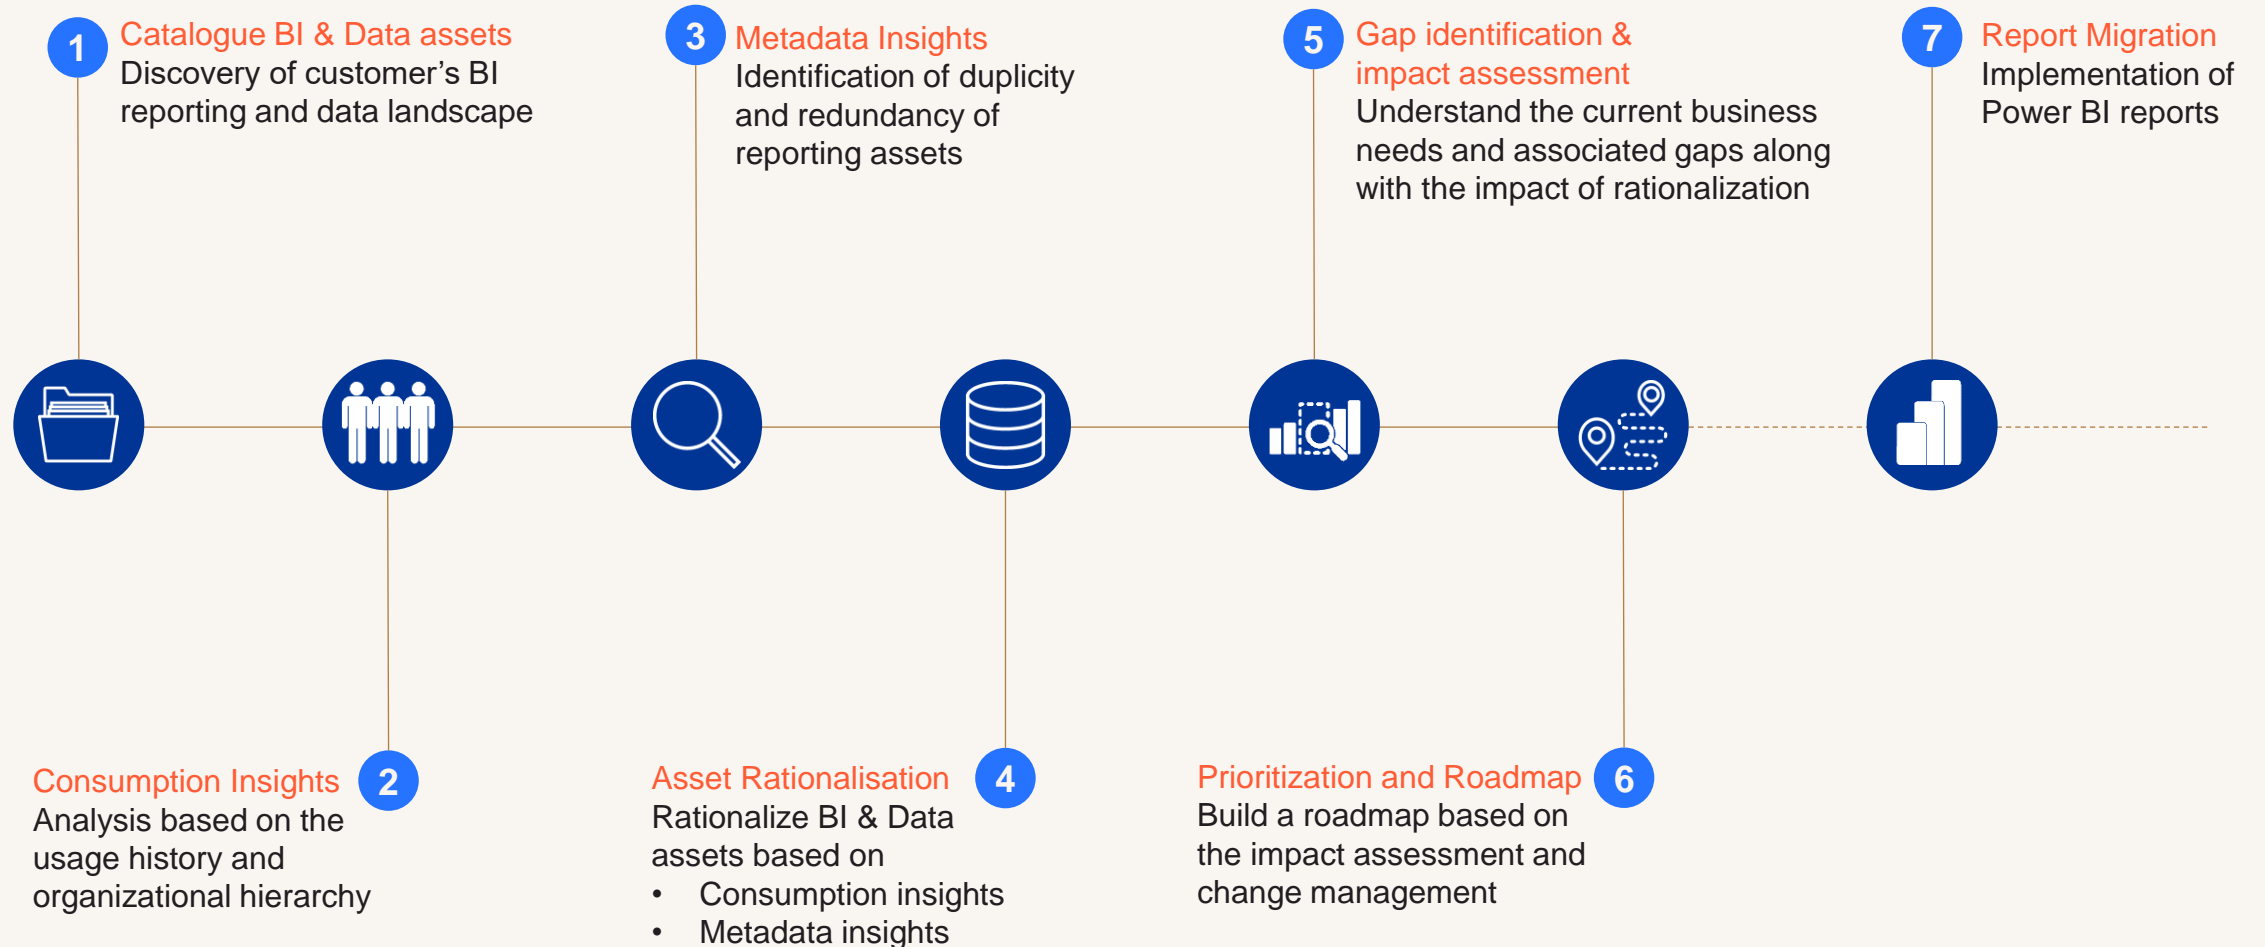 1
Catalogue BI & Data assets
Discovery of customer’s BI
reporting and data landscape
3
Metadata Insights
Identification of duplicity
and redundancy of
reporting assets
5
Gap identification &
impact assessment
Understand the current business
needs and associated gaps along
with the impact of rationalization
7
Report Migration
Implementation of
Power BI reports
Consumption Insights
2
Analysis based on the
usage history and
organizational hierarchy
Asset Rationalisation
4
Rationalize BI & Data
assets based on
• Consumption insights
• Metadata insights
Prioritization and Roadmap
6
Build a roadmap based on
the impact assessment and
change management